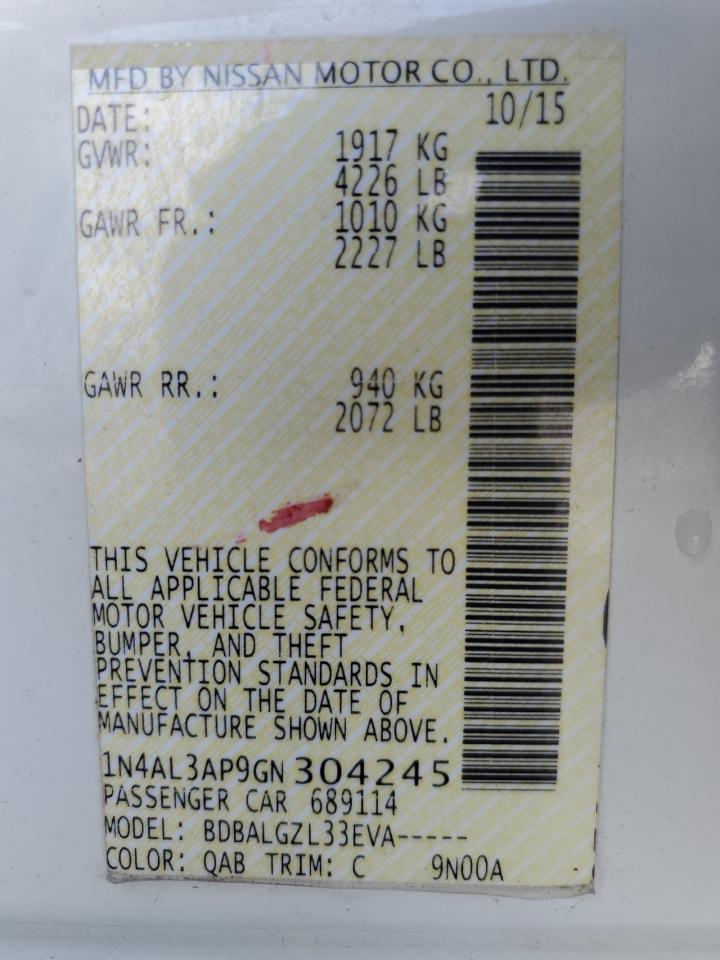 MFD BY NISSAN MOTOR CO., LTD.
DATE: 10/15
GVWR: 1917 KG
4226 LB
GAWR FR.: 1010 KG
2227 LB
GAWR RR.: 940 KG
2072 LB
THIS VEHICLE CONFORMS TO
ALL APPLICABLE FEDERAL
MOTOR VEHICLE SAFETY,
BUMPER, AND THEFT
PREVENTION STANDARDS IN
EFFECT ON THE DATE OF
MANUFACTURE SHOWN ABOVE.
1N4AL3AP9GN304245
PASSENGER CAR 689114
MODEL: BDBALGZL33EVA-----
COLOR: QAB TRIM: C 9N00A